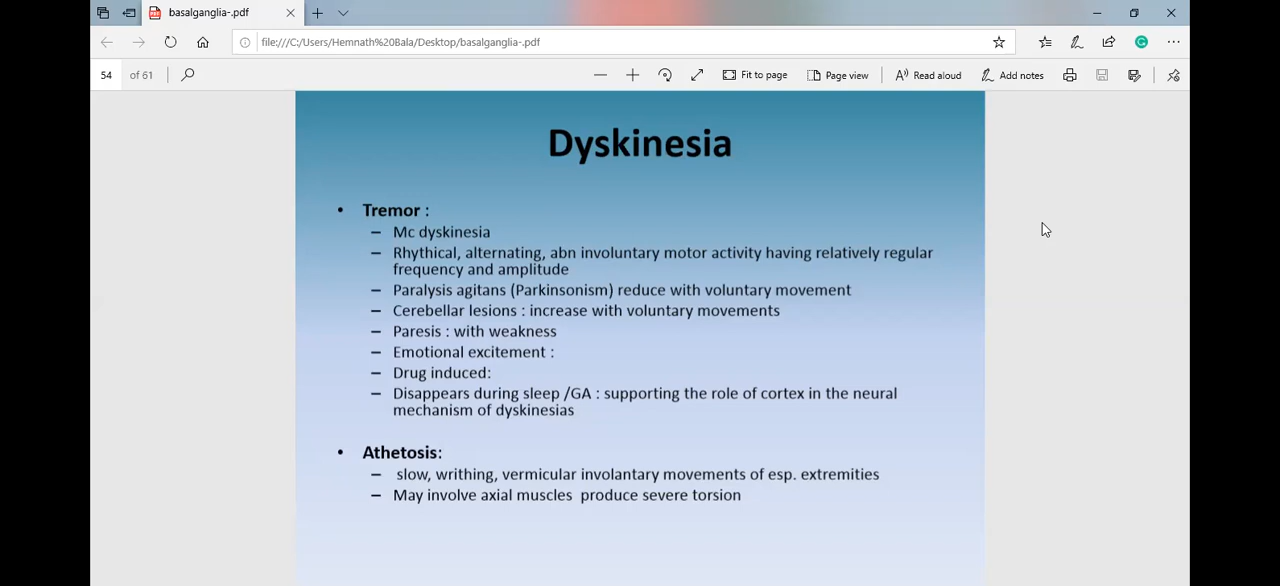 basalganglia-.pdf
file:///C:/Users/Hemnath%20Bala/Desktop/basalganglia-.pdf
54 of 61
Fit to page
Page view
Read aloud
Add notes
Dyskinesia
• Tremor :
– Mc dyskinesia
– Rhythical, alternating, abn involuntary motor activity having relatively regular
frequency and amplitude
– Paralysis agitans (Parkinsonism) reduce with voluntary movement
– Cerebellar lesions : increase with voluntary movements
– Paresis : with weakness
– Emotional excitement :
– Drug induced:
– Disappears during sleep /GA : supporting the role of cortex in the neural
mechanism of dyskinesias
• Athetosis:
– slow, writhing, vermicular involantary movements of esp. extremities
– May involve axial muscles produce severe torsion